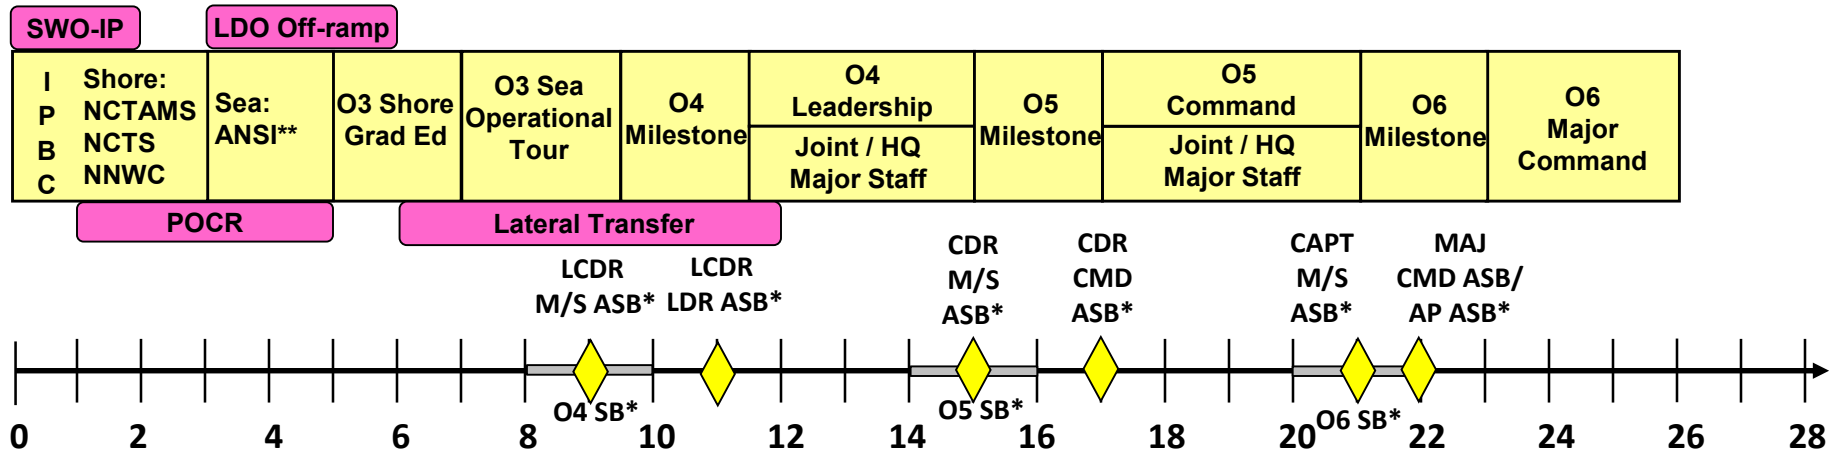 SWO-IP
LDO Off-ramp
I
P
B
C
Shore:
NCTAMS
NCTS
NNWC
Sea:
ANSI**
O3 Shore
Grad Ed
O3 Sea
Operational
Tour
O4
Milestone
O4
Leadership
Joint / HQ
Major Staff
O5
Milestone
O5
Command
Joint / HQ
Major Staff
O6
Milestone
O6
Major
Command
POCR
Lateral Transfer
LCDR
M/S ASB*
LCDR
LDR ASB*
CDR
M/S
ASB*
CDR
CMD
ASB*
CAPT
M/S
ASB*
MAJ
CMD ASB/
AP ASB*
O4 SB*
O5 SB*
O6 SB*
0 2 4 6 8 10 12 14 16 18 20 22 24 26 28